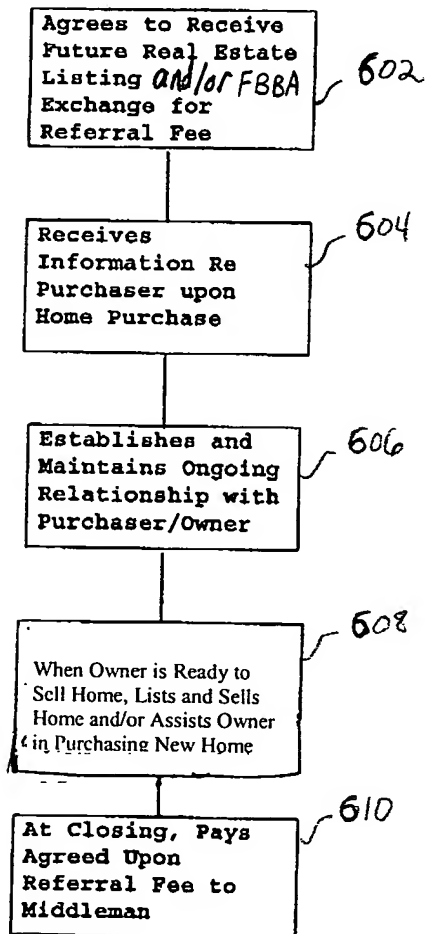 Agrees to Receive
Future Real Estate
Listing and/or FBBA
Exchange for
Referral Fee
602
Receives
Information Re
Purchaser upon
Home Purchase
604
Establishes and
Maintains Ongoing
Relationship with
Purchaser/Owner
606
When Owner is Ready to
Sell Home, Lists and Sells
Home and/or Assists Owner
in Purchasing New Home
608
At Closing, Pays
Agreed Upon
Referral Fee to
Middleman
610